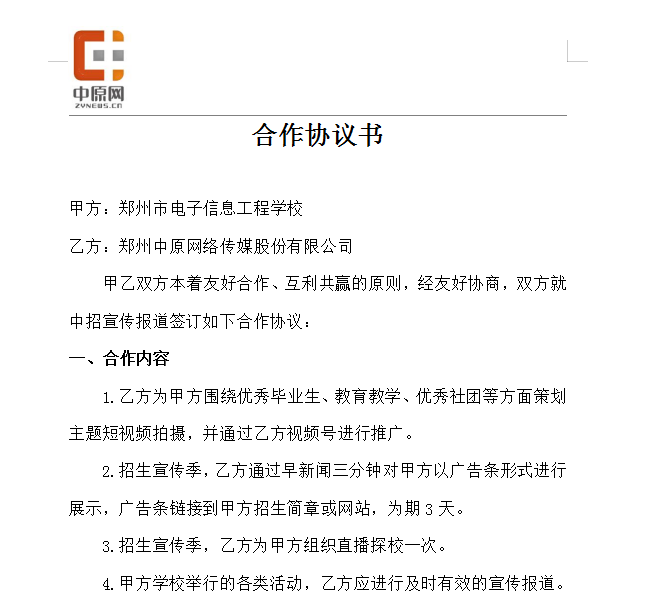 中原网
ZYNEWS.CN
合作协议书
甲方：郑州市电子信息工程学校
乙方：郑州中原网络传媒股份有限公司
甲乙双方本着友好合作、互利共赢的原则，经友好协商，双方就
中招宣传报道签订如下合作协议：
一、合作内容
1.乙方为甲方围绕优秀毕业生、教育教学、优秀社团等方面策划
主题短视频拍摄，并通过乙方视频号进行推广。
2.招生宣传季，乙方通过早新闻三分钟对甲方以广告条形式进行
展示，广告条链接到甲方招生简章或网站，为期3天。
3.招生宣传季，乙方为甲方组织直播探校一次。
4.甲方学校举行的各类活动，乙方应进行及时有效的宣传报道。